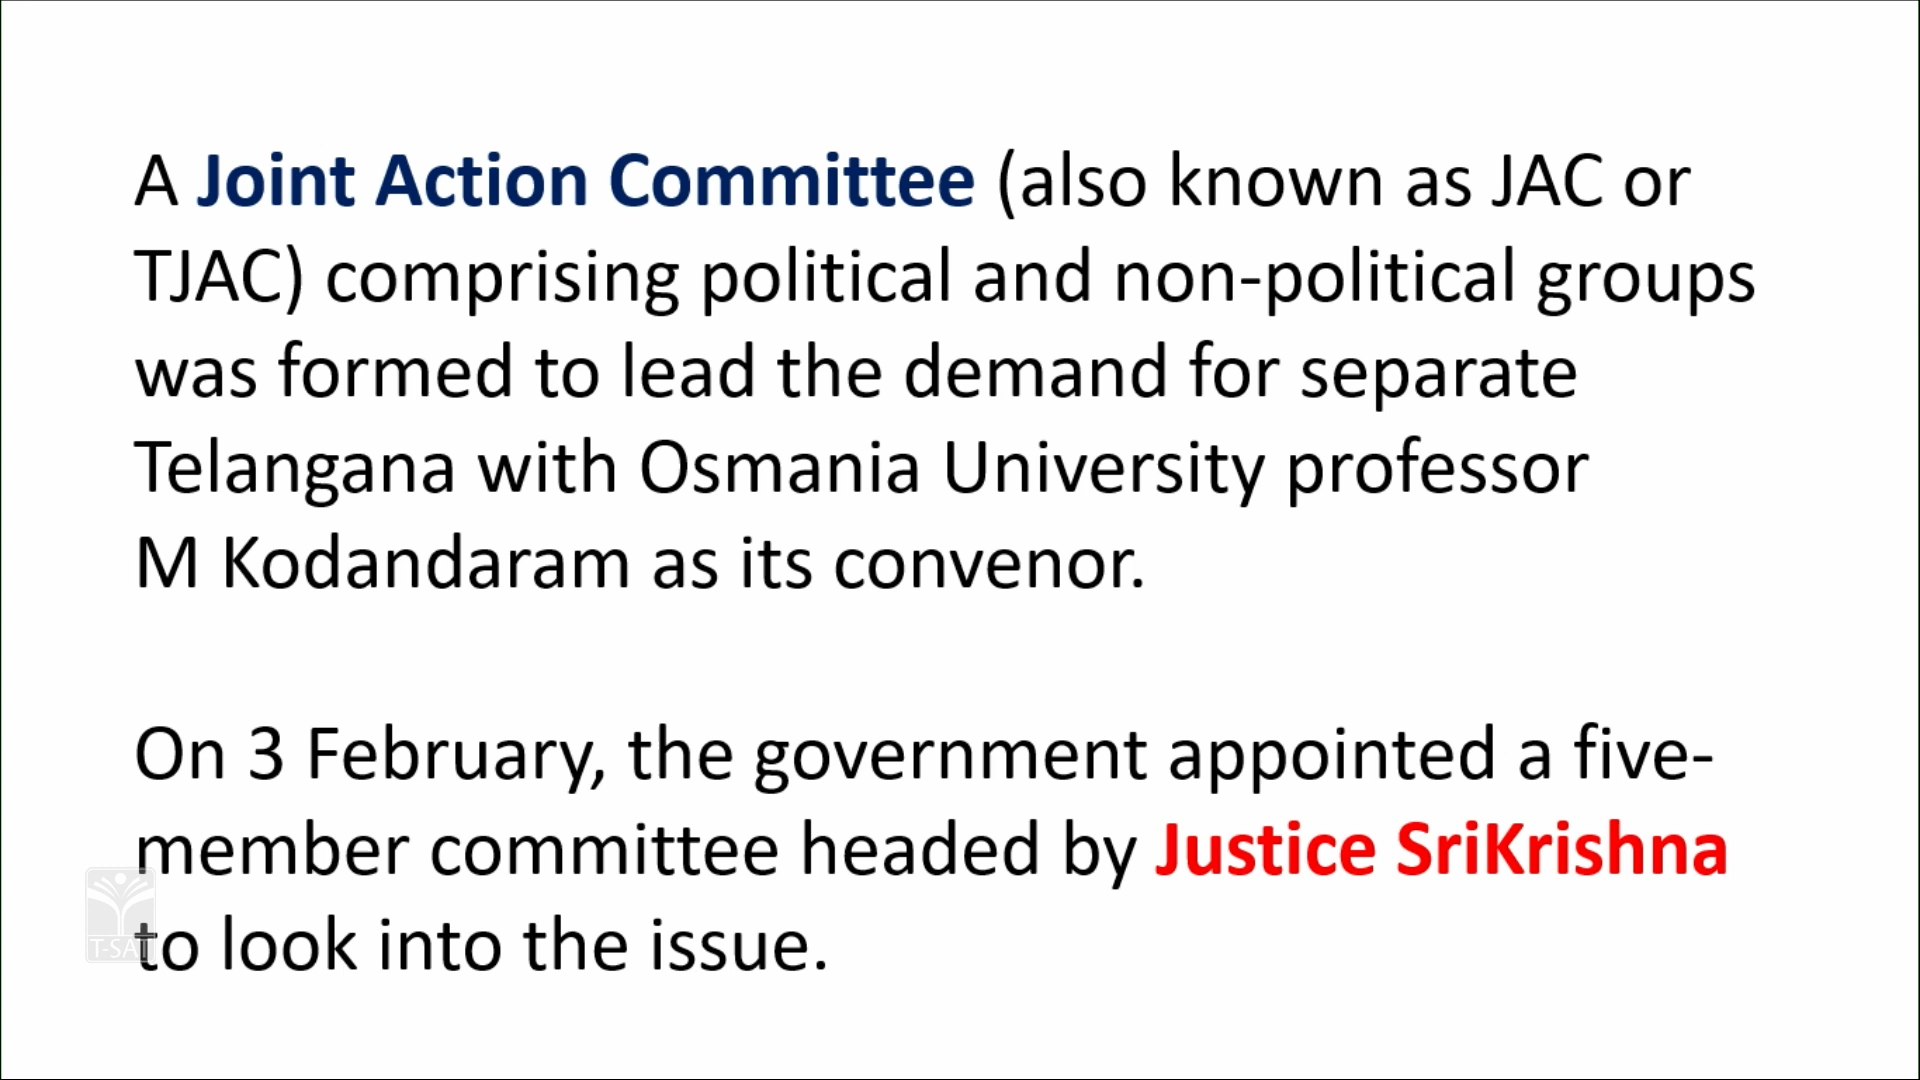 A Joint Action Committee (also known as JAC or
TJAC) comprising political and non-political groups
was formed to lead the demand for separate
Telangana with Osmania University professor
M Kodandaram as its convenor.
On 3 February, the government appointed a five-
member committee headed by Justice SriKrishna
to look into the issue.
T-SAT